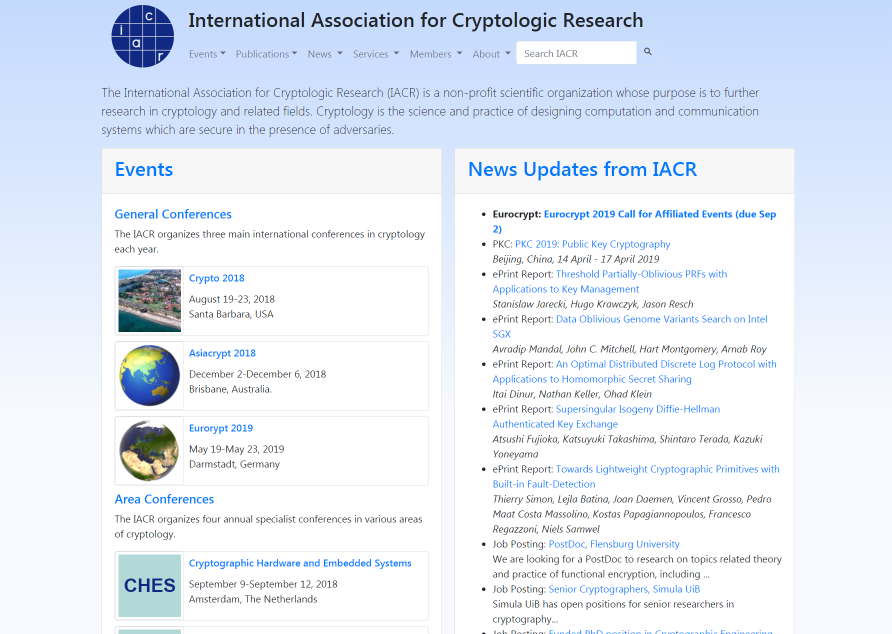 c
i
a
r
International Association for Cryptologic Research
Events Publications News Services Members About Search IACR
The International Association for Cryptologic Research (IACR) is a non-profit scientific organization whose purpose is to further
research in cryptology and related fields. Cryptology is the science and practice of designing computation and communication
systems which are secure in the presence of adversaries.
Events
General Conferences
The IACR organizes three main international conferences in cryptology
each year.
Crypto 2018
August 19-23, 2018
Santa Barbara, USA
Asiacrypt 2018
December 2-December 6, 2018
Brisbane, Australia.
Eurorypt 2019
May 19-May 23, 2019
Darmstadt, Germany
Area Conferences
The IACR organizes four annual specialist conferences in various areas
of cryptology.
CHES
Cryptographic Hardware and Embedded Systems
September 9-September 12, 2018
Amsterdam, The Netherlands
News Updates from IACR
Eurocrypt: Eurocrypt 2019 Call for Affiliated Events (due Sep
2)
PKC: PKC 2019: Public Key Cryptography
Beijing, China, 14 April - 17 April 2019
ePrint Report: Threshold Partially-Oblivious PRFs with
Applications to Key Management
Stanislaw Jarecki, Hugo Krawczyk, Jason Resch
ePrint Report: Data Oblivious Genome Variants Search on Intel
SGX
Avradip Mandal, John C. Mitchell, Hart Montgomery, Arnab Roy
ePrint Report: An Optimal Distributed Discrete Log Protocol with
Applications to Homomorphic Secret Sharing
Itai Dinur, Nathan Keller, Ohad Klein
ePrint Report: Supersingular Isogeny Diffie-Hellman
Authenticated Key Exchange
Atsushi Fujioka, Katsuyuki Takashima, Shintaro Terada, Kazuki
Yoneyama
ePrint Report: Towards Lightweight Cryptographic Primitives with
Built-in Fault-Detection
Thierry Simon, Lejla Batina, Joan Daemen, Vincent Grosso, Pedro
Maat Costa Massolino, Kostas Papagiannopoulos, Francesco
Regazzoni, Niels Samwel
Job Posting: PostDoc, Flensburg University
We are looking for a PostDoc to research on topics related theory
and practice of functional encryption, including ...
Job Posting: Senior Cryptographers, Simula UiB
Simula UiB has open positions for senior researchers in
cryptography...
Job Posting: Funded PhD position in Cryptographic Engineering